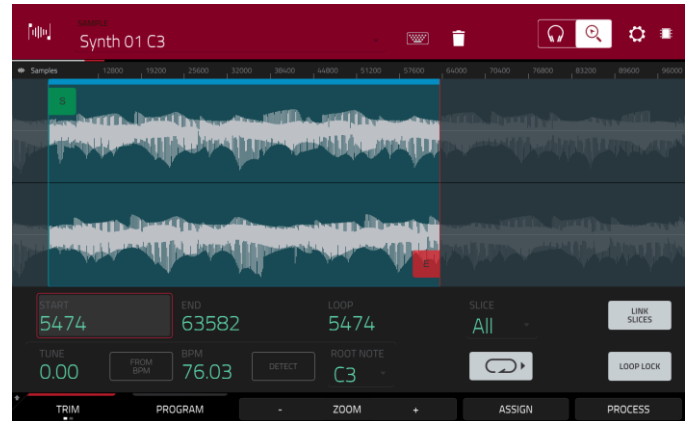 SAMPLE
Synth 01 C3
Samples 12800 19200 25600 32000 38400 44800 51200 57600 64000 70400 76800 83200 89600 96000
S
E
START END LOOP SLICE
5474 63582 5474 All
LINK SLICES
TUNE BPM ROOT NOTE
0.00 FROM BPM 76.03 DETECT C3
LOOP LOCK
TRIM PROGRAM - ZOOM + ASSIGN PROCESS